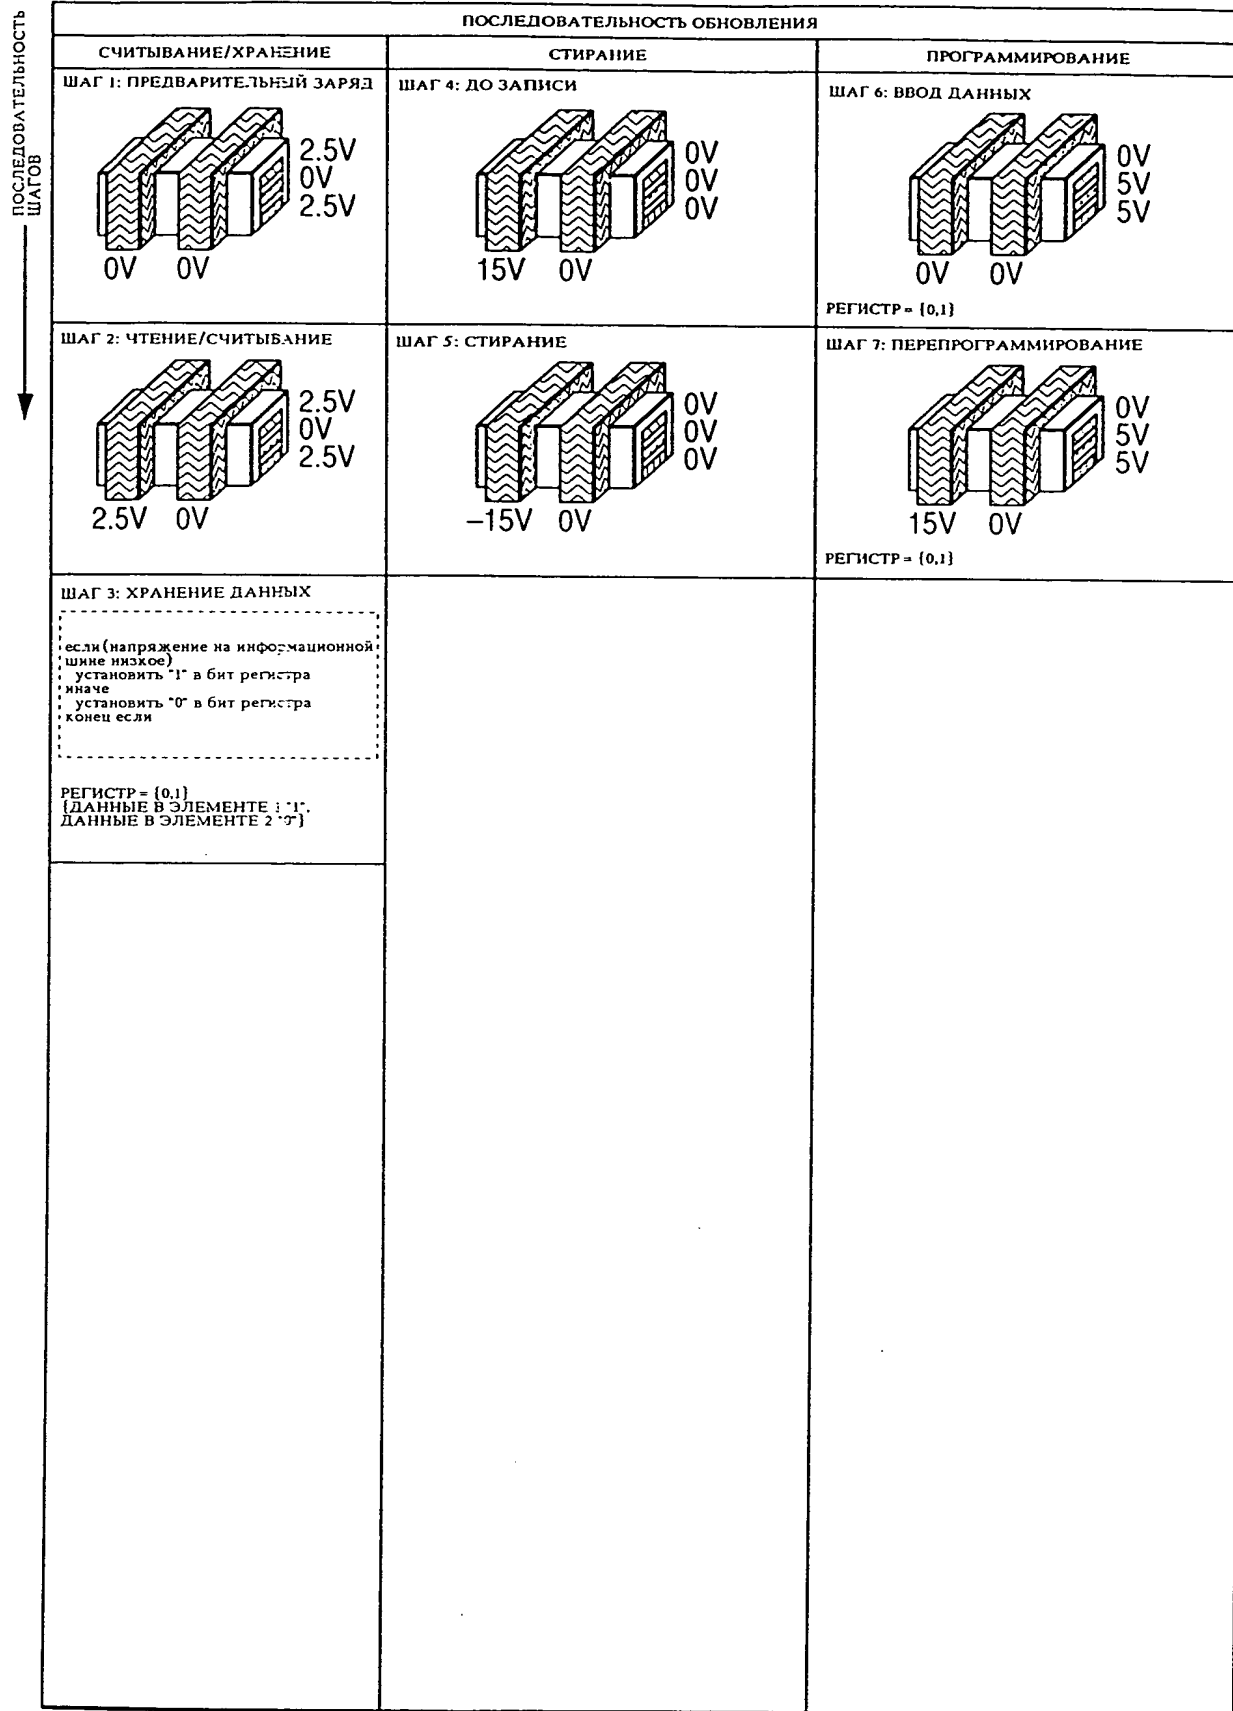 ПОСЛЕДОВАТЕЛЬНОСТЬ
ШАГОВ
ПОСЛЕДОВАТЕЛЬНОСТЬ ОБНОВЛЕНИЯ
СЧИТЫВАНИЕ/ХРАНЕНИЕ
СТИРАНИЕ
ПРОГРАММИРОВАНИЕ
ШАГ 1: ПРЕДВАРИТЕЛЬНЫЙ ЗАРЯД
2.5V
0V
2.5V
0V 0V
ШАГ 4: ДО ЗАПИСИ
0V
0V
0V
15V 0V
ШАГ 6: ВВОД ДАННЫХ
0V
5V
5V
0V 0V
РЕГИСТР = {0,1}
ШАГ 2: ЧТЕНИЕ/СЧИТЫВАНИЕ
2.5V
0V
2.5V
2.5V 0V
ШАГ 5: СТИРАНИЕ
0V
0V
0V
–15V 0V
ШАГ 7: ПЕРЕПРОГРАММИРОВАНИЕ
0V
5V
5V
15V 0V
РЕГИСТР = {0,1}
ШАГ 3: ХРАНЕНИЕ ДАННЫХ
если(напряжение на информационной
шине низкое)
установить "1" в бит регистра
иначе
установить "0" в бит регистра
конец если
РЕГИСТР = {0,1}
{ДАННЫЕ В ЭЛЕМЕНТЕ 1 "1",
ДАННЫЕ В ЭЛЕМЕНТЕ 2 "0"}